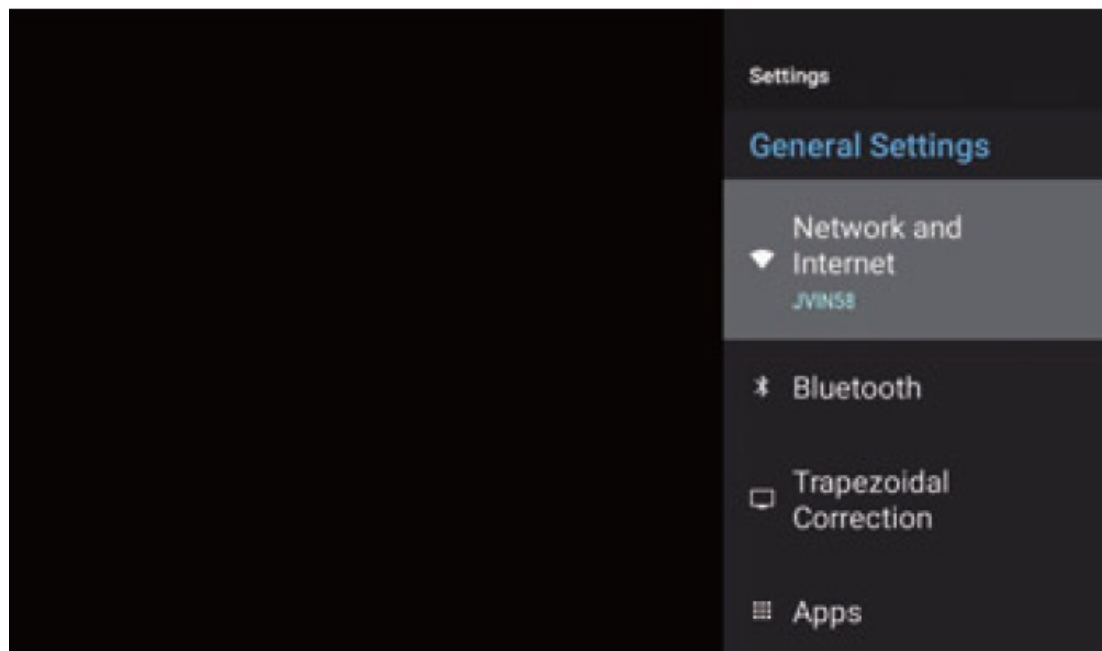 Settings
General Settings
Network and
Internet
JVIN58
Bluetooth
Trapezoidal
Correction
Apps